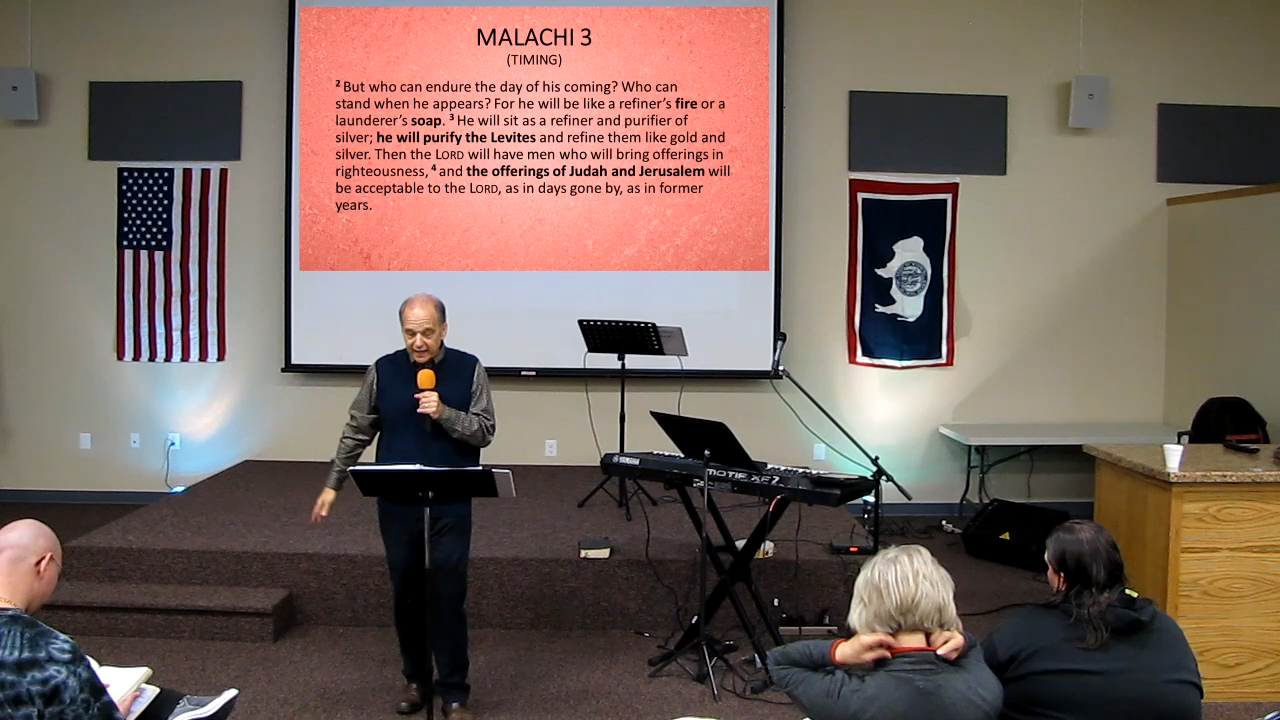 MALACHI 3
(TIMING)
² But who can endure the day of his coming? Who can
stand when he appears? For he will be like a refiner’s fire or a
launderer’s soap. ³ He will sit as a refiner and purifier of
silver; he will purify the Levites and refine them like gold and
silver. Then the LORD will have men who will bring offerings in
righteousness, ⁴ and the offerings of Judah and Jerusalem will
be acceptable to the LORD, as in days gone by, as in former
years.
YAMAHA
MOTIF XF7